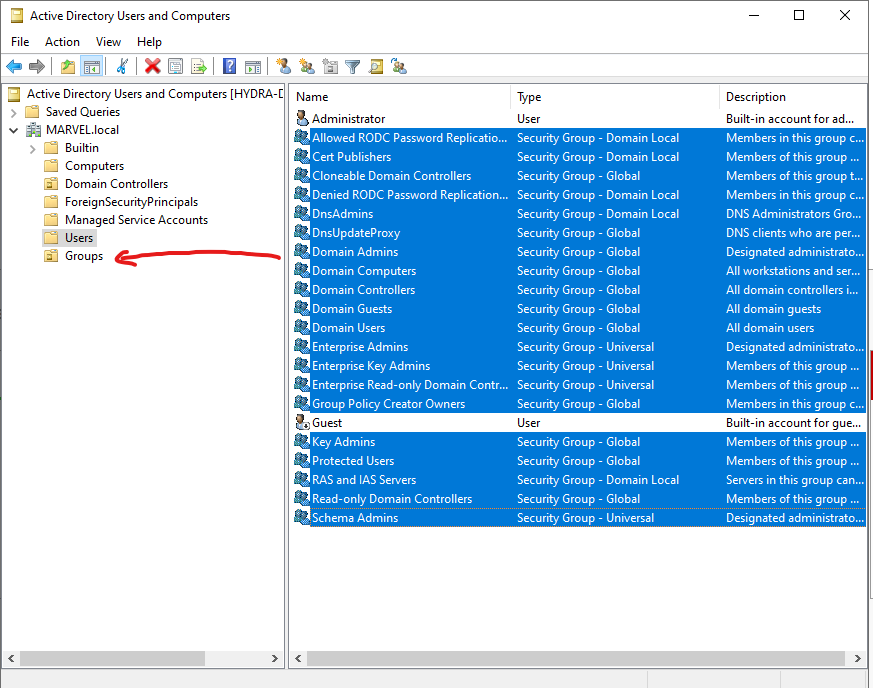 Active Directory Users and Computers
File Action View Help
Active Directory Users and Computers [HYDRA-D
Saved Queries
MARVEL.local
Builtin
Computers
Domain Controllers
ForeignSecurityPrincipals
Managed Service Accounts
Users
Groups
Name Type Description
Administrator User Built-in account for ad...
Allowed RODC Password Replicatio... Security Group - Domain Local Members in this group c...
Cert Publishers Security Group - Domain Local Members of this group ...
Cloneable Domain Controllers Security Group - Global Members of this group t...
Denied RODC Password Replication... Security Group - Domain Local Members in this group c...
DnsAdmins Security Group - Domain Local DNS Administrators Gro...
DnsUpdateProxy Security Group - Global DNS clients who are per...
Domain Admins Security Group - Global Designated administrato...
Domain Computers Security Group - Global All workstations and ser...
Domain Controllers Security Group - Global All domain controllers i...
Domain Guests Security Group - Global All domain guests
Domain Users Security Group - Global All domain users
Enterprise Admins Security Group - Universal Designated administrato...
Enterprise Key Admins Security Group - Universal Members of this group ...
Enterprise Read-only Domain Contr... Security Group - Universal Members of this group ...
Group Policy Creator Owners Security Group - Global Members in this group c...
Guest User Built-in account for gue...
Key Admins Security Group - Global Members of this group ...
Protected Users Security Group - Global Members of this group ...
RAS and IAS Servers Security Group - Domain Local Servers in this group can...
Read-only Domain Controllers Security Group - Global Members of this group ...
Schema Admins Security Group - Universal Designated administrato...